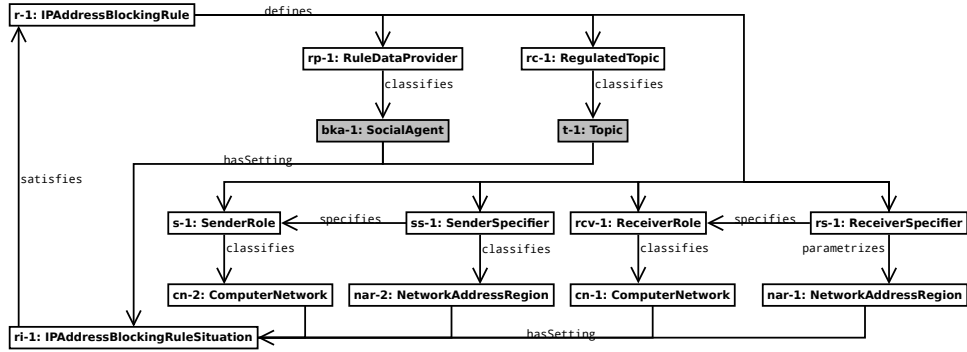 r-1: IPAddressBlockingRule
defines
rp-1: RuleDataProvider
rc-1: RegulatedTopic
classifies
classifies
bka-1: SocialAgent
t-1: Topic
hasSetting
satisfies
s-1: SenderRole
specifies
ss-1: SenderSpecifier
rcv-1: ReceiverRole
specifies
rs-1: ReceiverSpecifier
classifies
classifies
classifies
parametrizes
cn-2: ComputerNetwork
nar-2: NetworkAddressRegion
cn-1: ComputerNetwork
nar-1: NetworkAddressRegion
ri-1: IPAddressBlockingRuleSituation
hasSetting